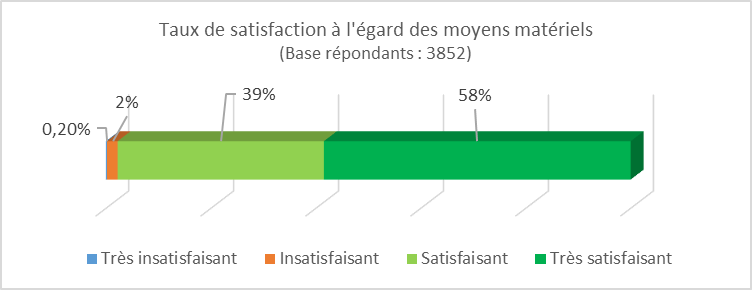 Taux de satisfaction à l'égard des moyens matériels
(Base répondants : 3852)
0,20%
2%
39%
58%
Très insatisfaisant
Insatisfaisant
Satisfaisant
Très satisfaisant